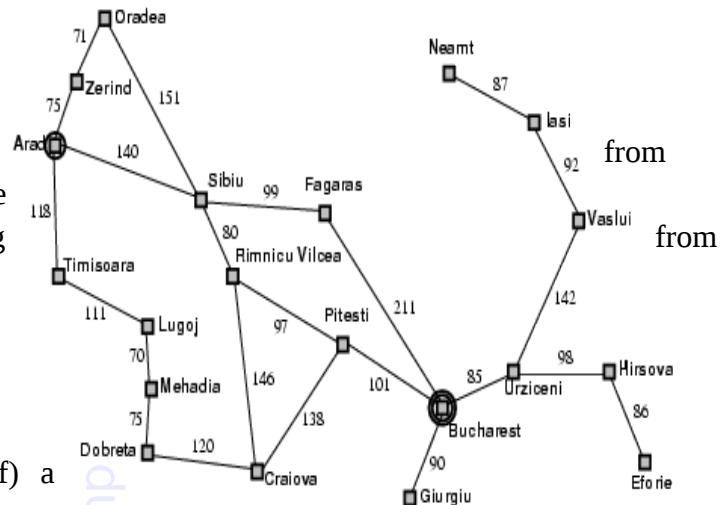 Oradea
71
Neamt
Zerind
87
75
151
Iasi
Arad
140
92
from
Sibiu
99
Fagaras
e
118
80
Vaslui
g
from
Timisoara
Rimnicu Vilcea
111
211
142
Lugoj
97
Pitesti
70
98
Hirsova
85
Mehadia
146
101
Urziceni
75
138
86
Bucharest
Dobreta
120
90
f) a
Craiova
Eforie
Giurgiu
du